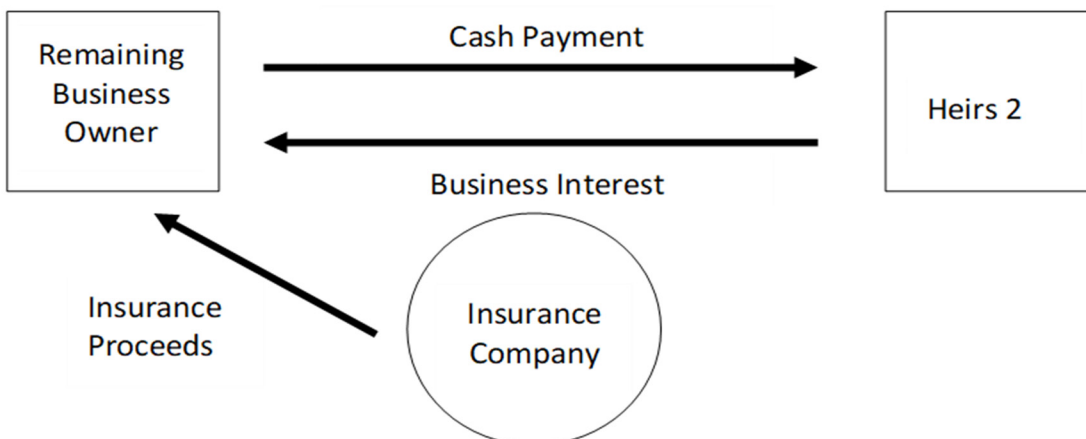 Remaining
Business
Owner
Cash Payment
Heirs 2
Business Interest
Insurance
Proceeds
Insurance
Company